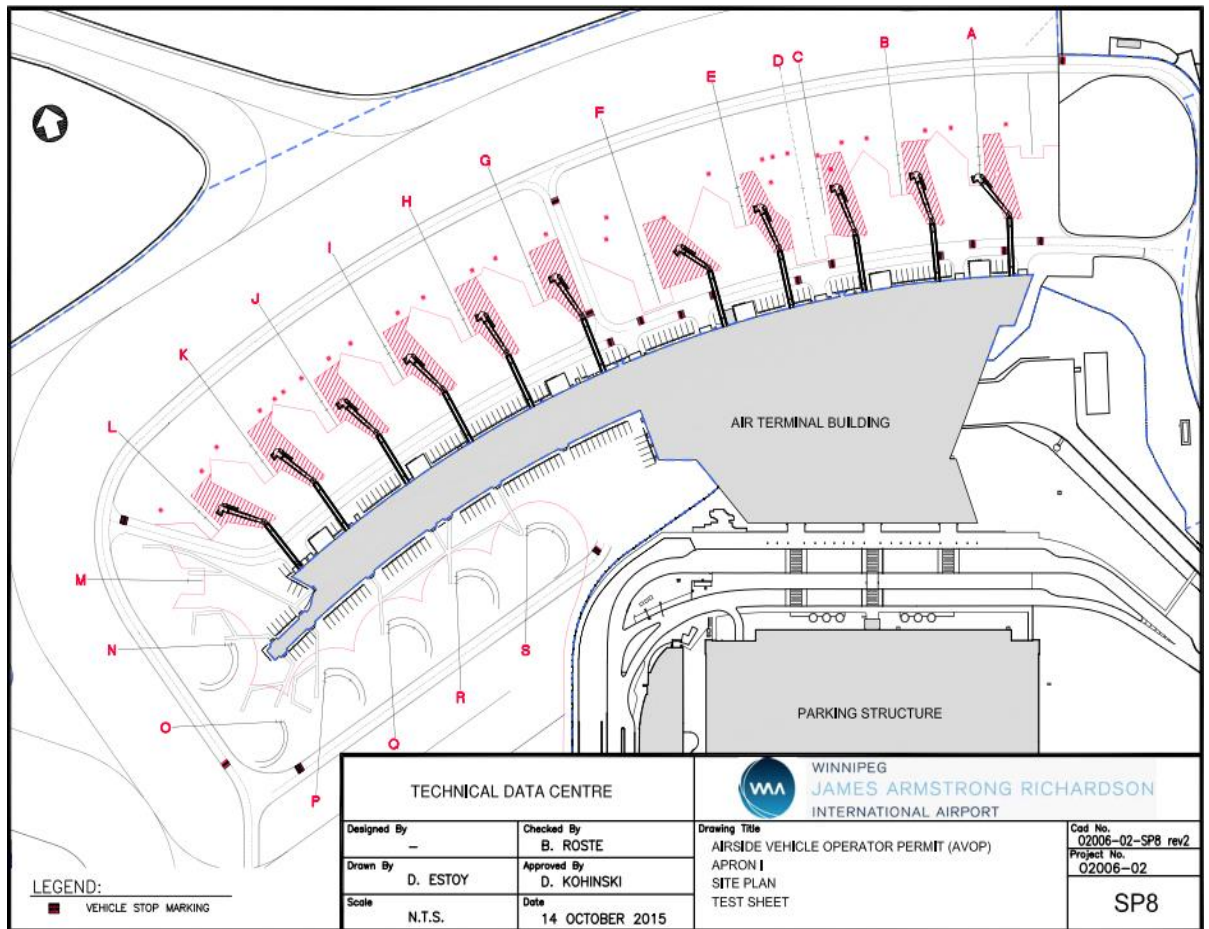 A
B
C
D
E
F
G
H
I
J
K
L
M
N
O
P
Q
R
S
AIR TERMINAL BUILDING
PARKING STRUCTURE
LEGEND:
VEHICLE STOP MARKING
TECHNICAL DATA CENTRE
WAA
WINNIPEG
JAMES ARMSTRONG RICHARDSON
INTERNATIONAL AIRPORT
Designed By
-
Checked By
B. ROSTE
Drawn By
D. ESTOY
Approved By
D. KOHINSKI
Scale
N.T.S.
Date
14 OCTOBER 2015
Drawing Title
AIRSIDE VEHICLE OPERATOR PERMIT (AVOP)
APRON I
SITE PLAN
TEST SHEET
Cad No.
02006-02-SP8 rev2
Project No.
02006-02
SP8